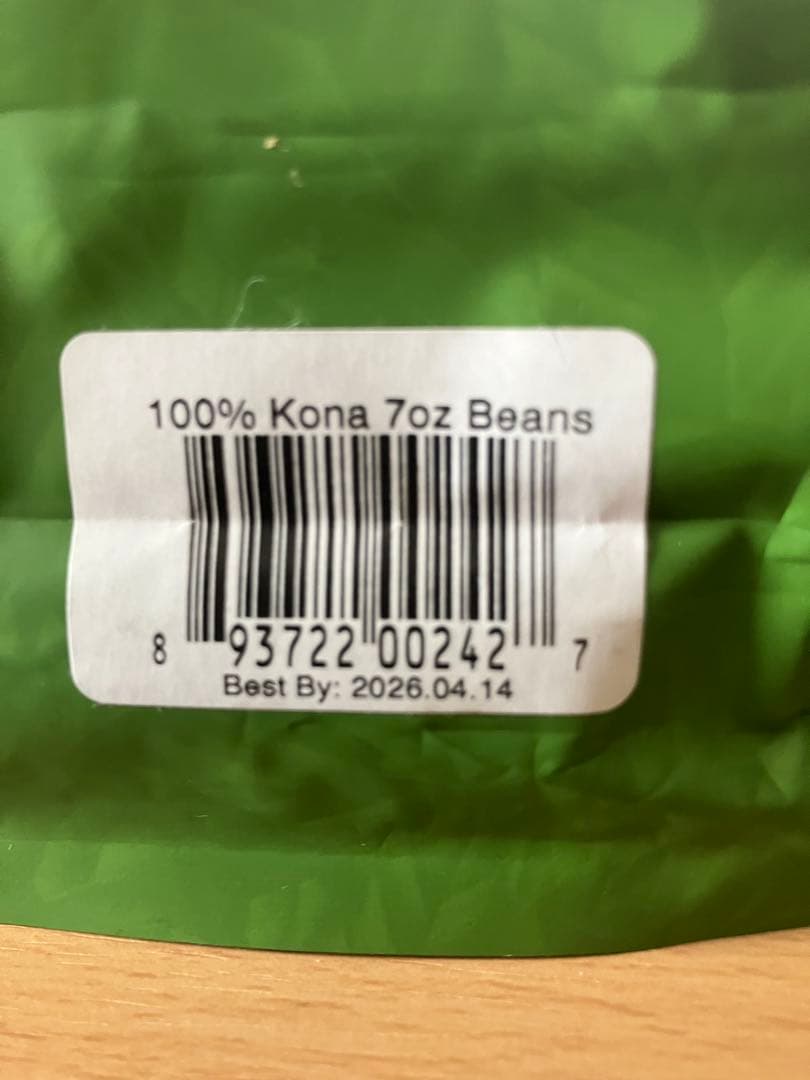 100% Kona 7oz Beans
8 93722 00242 7
Best By: 2026.04.14